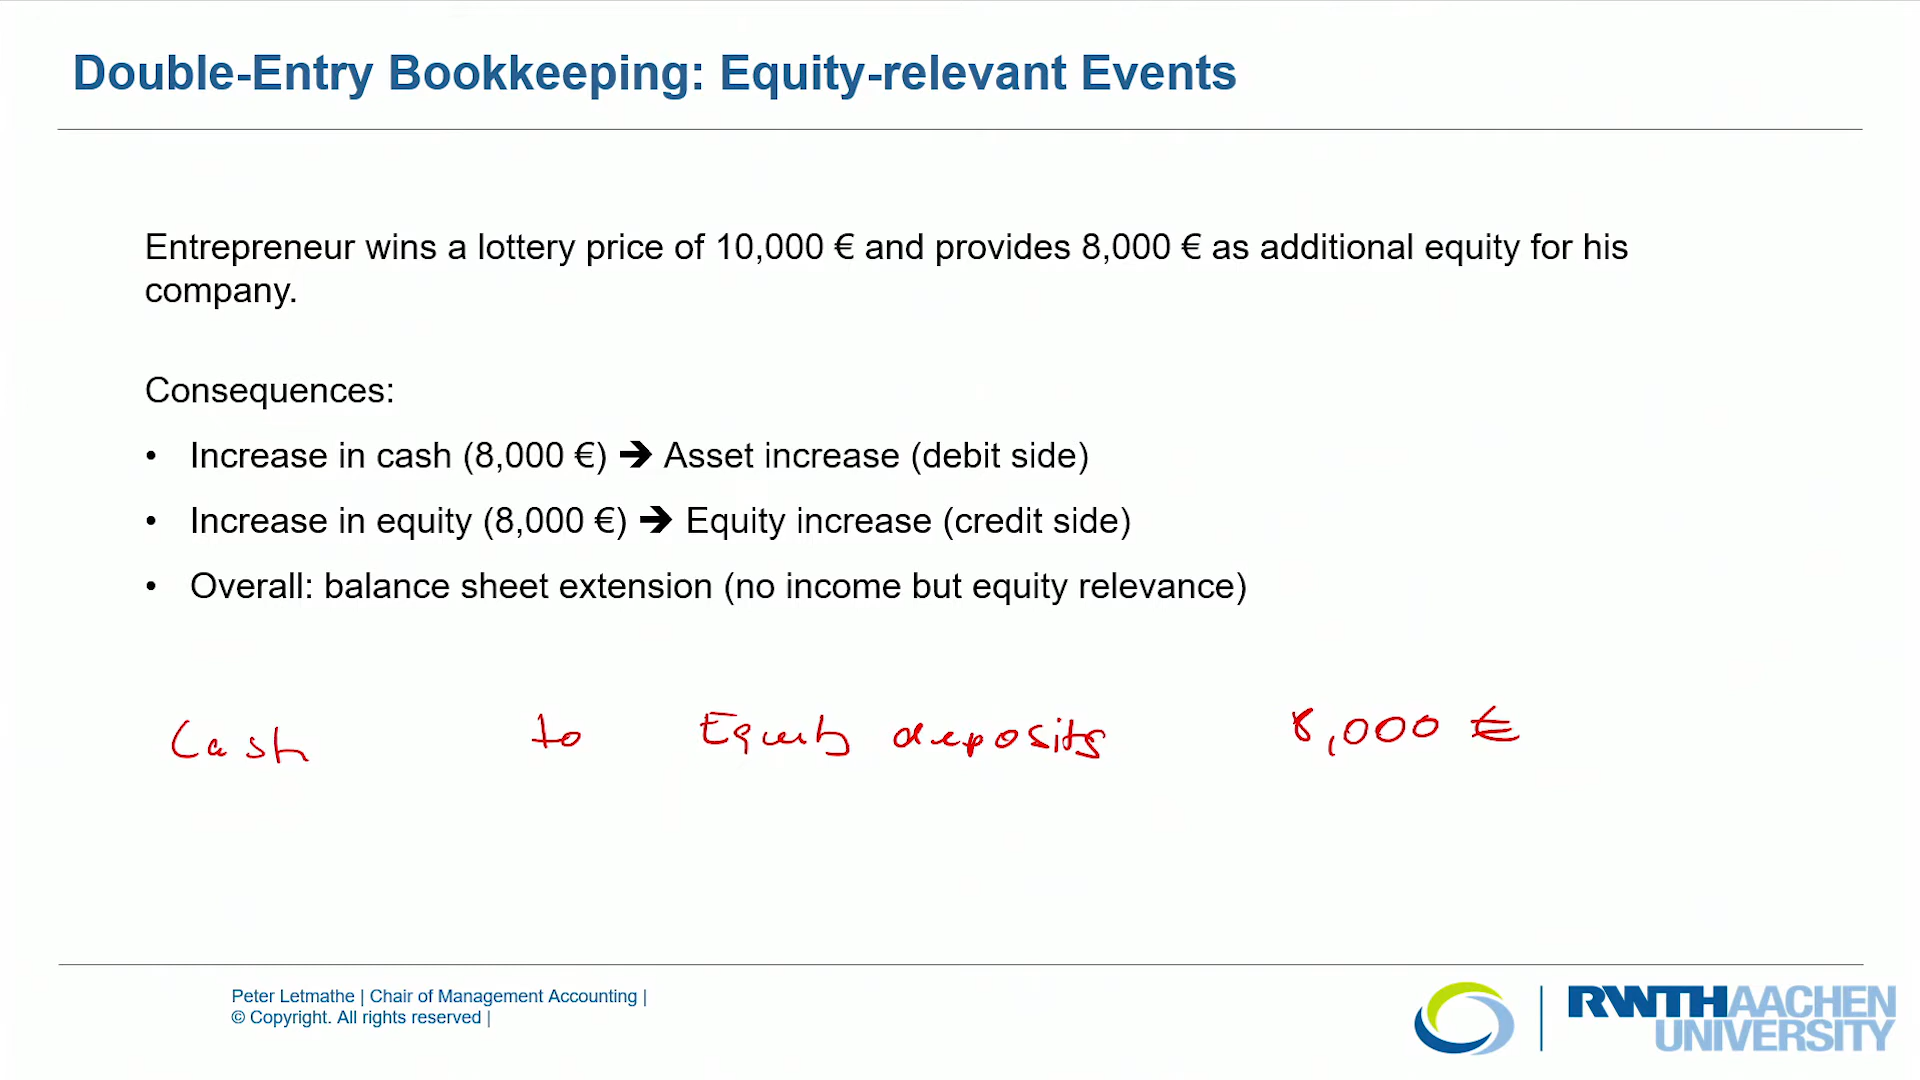 Double-Entry Bookkeeping: Equity-relevant Events
Entrepreneur wins a lottery price of 10,000 € and provides 8,000 € as additional equity for his
company.
Consequences:
• Increase in cash (8,000 €) 🡺 Asset increase (debit side)
• Increase in equity (8,000 €) 🡺 Equity increase (credit side)
• Overall: balance sheet extension (no income but equity relevance)
Cash to Equity deposits 8,000 €
Peter Letmathe | Chair of Management Accounting |
© Copyright. All rights reserved |
RWTH AACHEN
UNIVERSITY